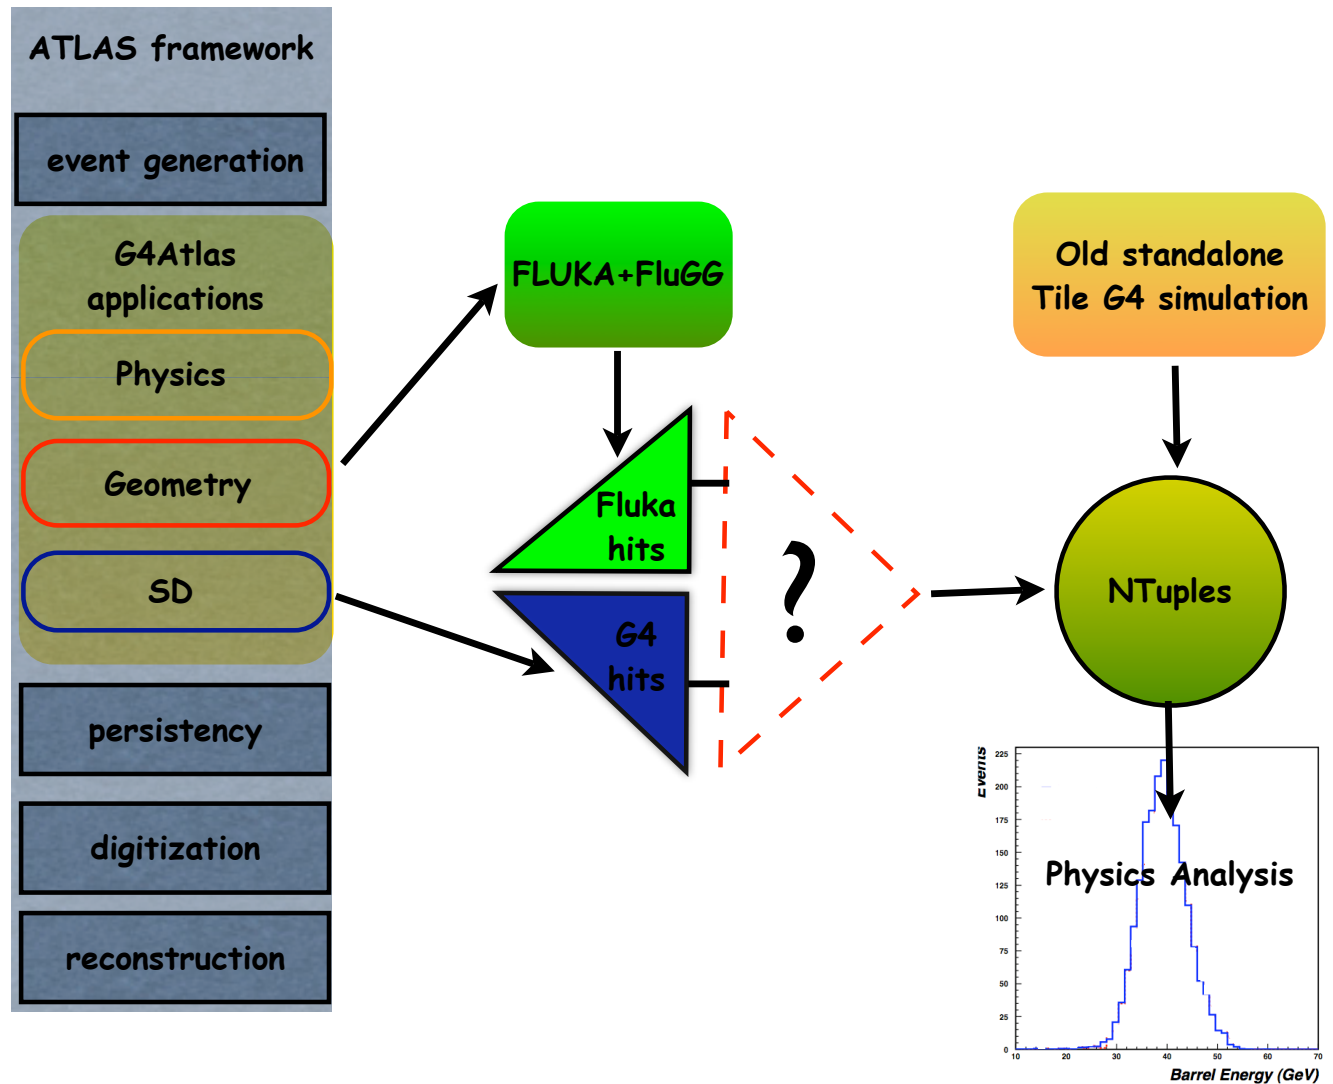 ATLAS framework
event generation
G4Atlas
applications
Physics
Geometry
SD
persistency
digitization
reconstruction
FLUKA+FluGG
Fluka
hits
G4
hits
?
Old standalone
Tile G4 simulation
NTuples
Events
225
200
175
150
125
100
75
50
25
0
Physics Analysis
10 20 30 40 50 60 70
Barrel Energy (GeV)